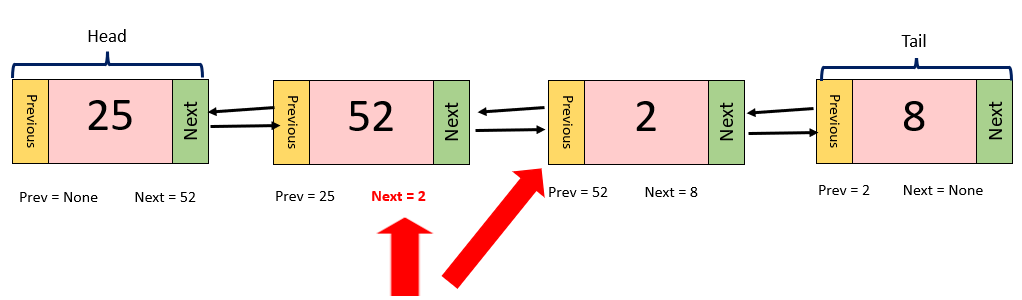 Head
Tail
Previous 25 Next
Previous 52 Next
Previous 2 Next
Previous 8 Next
Prev = None Next = 52
Prev = 25 Next = 2
Prev = 52 Next = 8
Prev = 2 Next = None